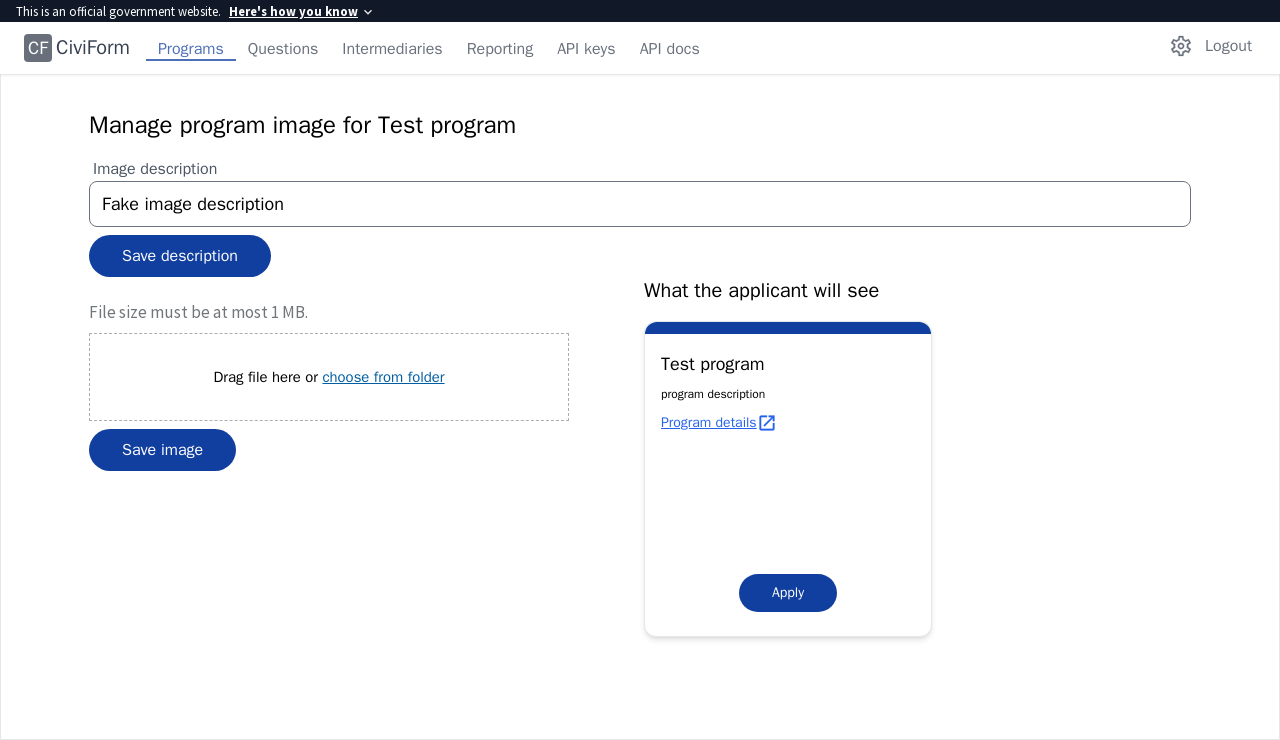 This is an official government website. Here's how you know
CF CiviForm Programs Questions Intermediaries Reporting API keys API docs Logout
Manage program image for Test program
Image description
Fake image description
Save description
File size must be at most 1 MB.
Drag file here or choose from folder
Save image
What the applicant will see
Test program
program description
Program details
Apply